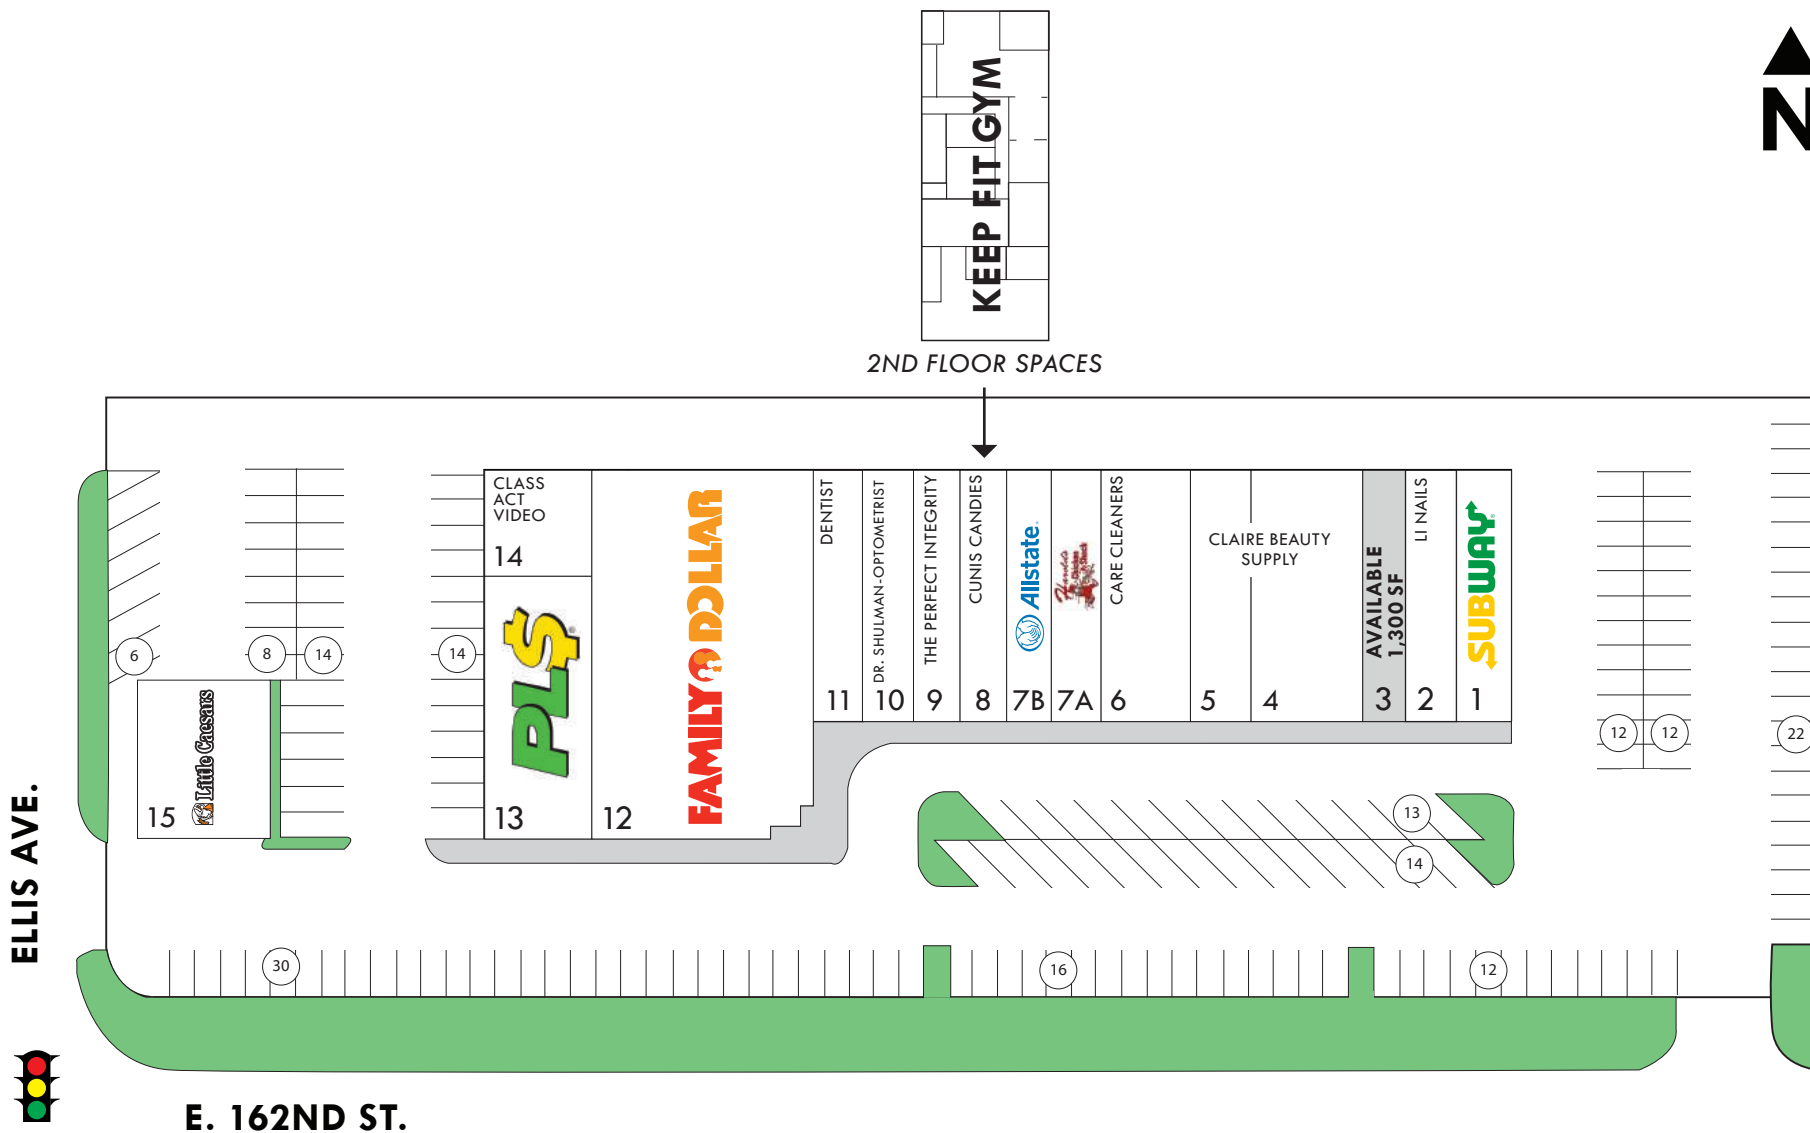 KEEP FIT GYM
N
2ND FLOOR SPACES
CLASS
ACT
VIDEO
14
PLS
13
FAMILY DOLLAR
12
DENTIST
11
DR. SHULMAN-OPTOMETRIST
10
THE PERFECT INTEGRITY
9
CUNIS CANDIES
8
Allstate
7B
7A
CARE CLEANERS
6
5
CLAIRE BEAUTY
SUPPLY
4
AVAILABLE
1,300 SF
3
LI NAILS
2
SUBWAY
1
6
8
14
14
12
12
22
Little Caesars
15
13
14
30
16
12
ELLIS AVE.
E. 162ND ST.